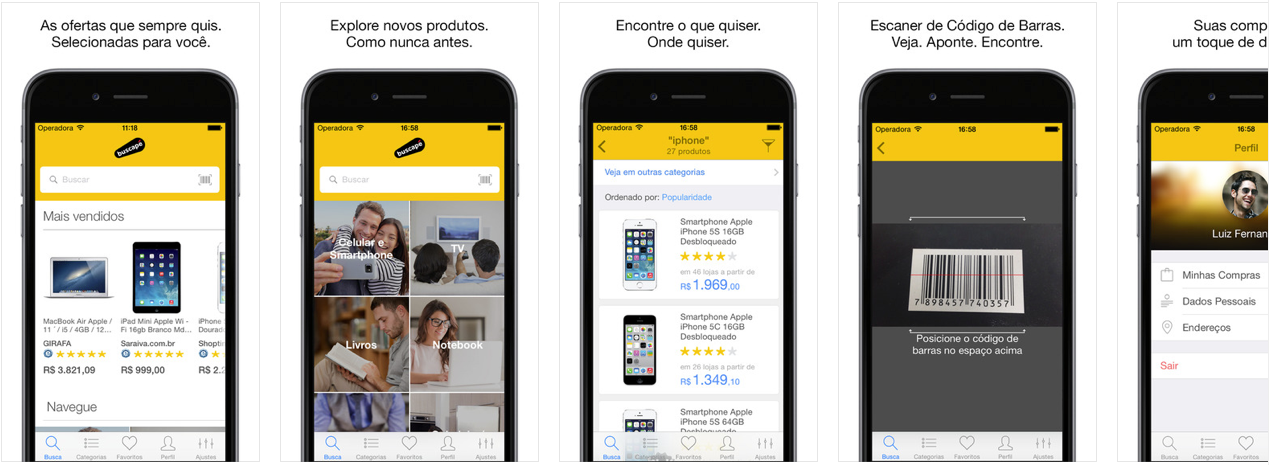 As ofertas que sempre quis.
Selecionadas para você.
Operadora
11:18
buscapé
Buscar
Mais vendidos
MacBook Air Apple /
11 ´ / i5 / 4GB / 12...
GIRAFA
R$ 3.821,09
iPad Mini Apple Wi -
Fi 16gb Branco Md...
Saraiva.com.br
R$ 999,00
iPhone
Dourad
Shoptin
R$ 2.
Navegue
Busca
Categorias
Favoritos
Perfil
Ajustes
Explore novos produtos.
Como nunca antes.
Operadora
16:58
buscapé
Buscar
Celular e
Smartphone
TV
Livros
Notebook
Busca
Categorias
Favoritos
Perfil
Ajustes
Encontre o que quiser.
Onde quiser.
Operadora
16:58
"iphone"
27 produtos
Veja em outras categorias
Ordenado por: Popularidade
Smartphone Apple
iPhone 5S 16GB
Desbloqueado
em 46 lojas a partir de
R$ 1.969,00
Smartphone Apple
iPhone 5C 16GB
Desbloqueado
em 26 lojas a partir de
R$ 1.349,10
Smartphone Apple
iPhone 5S 64GB
Desbloqueado
Busca
Categorias
Favoritos
Perfil
Ajustes
Escaner de Código de Barras.
Veja. Aponte. Encontre.
Operadora
16:58
7 898457 740357
Posicione o código de
barras no espaço acima
Busca
Categorias
Favoritos
Perfil
Ajustes
Suas comp
um toque de d
Operadora
16:58
Perfil
Luiz Fernan
Minhas Compras
Dados Pessoais
Endereços
Sair
Busca
Categorias
Favoritos